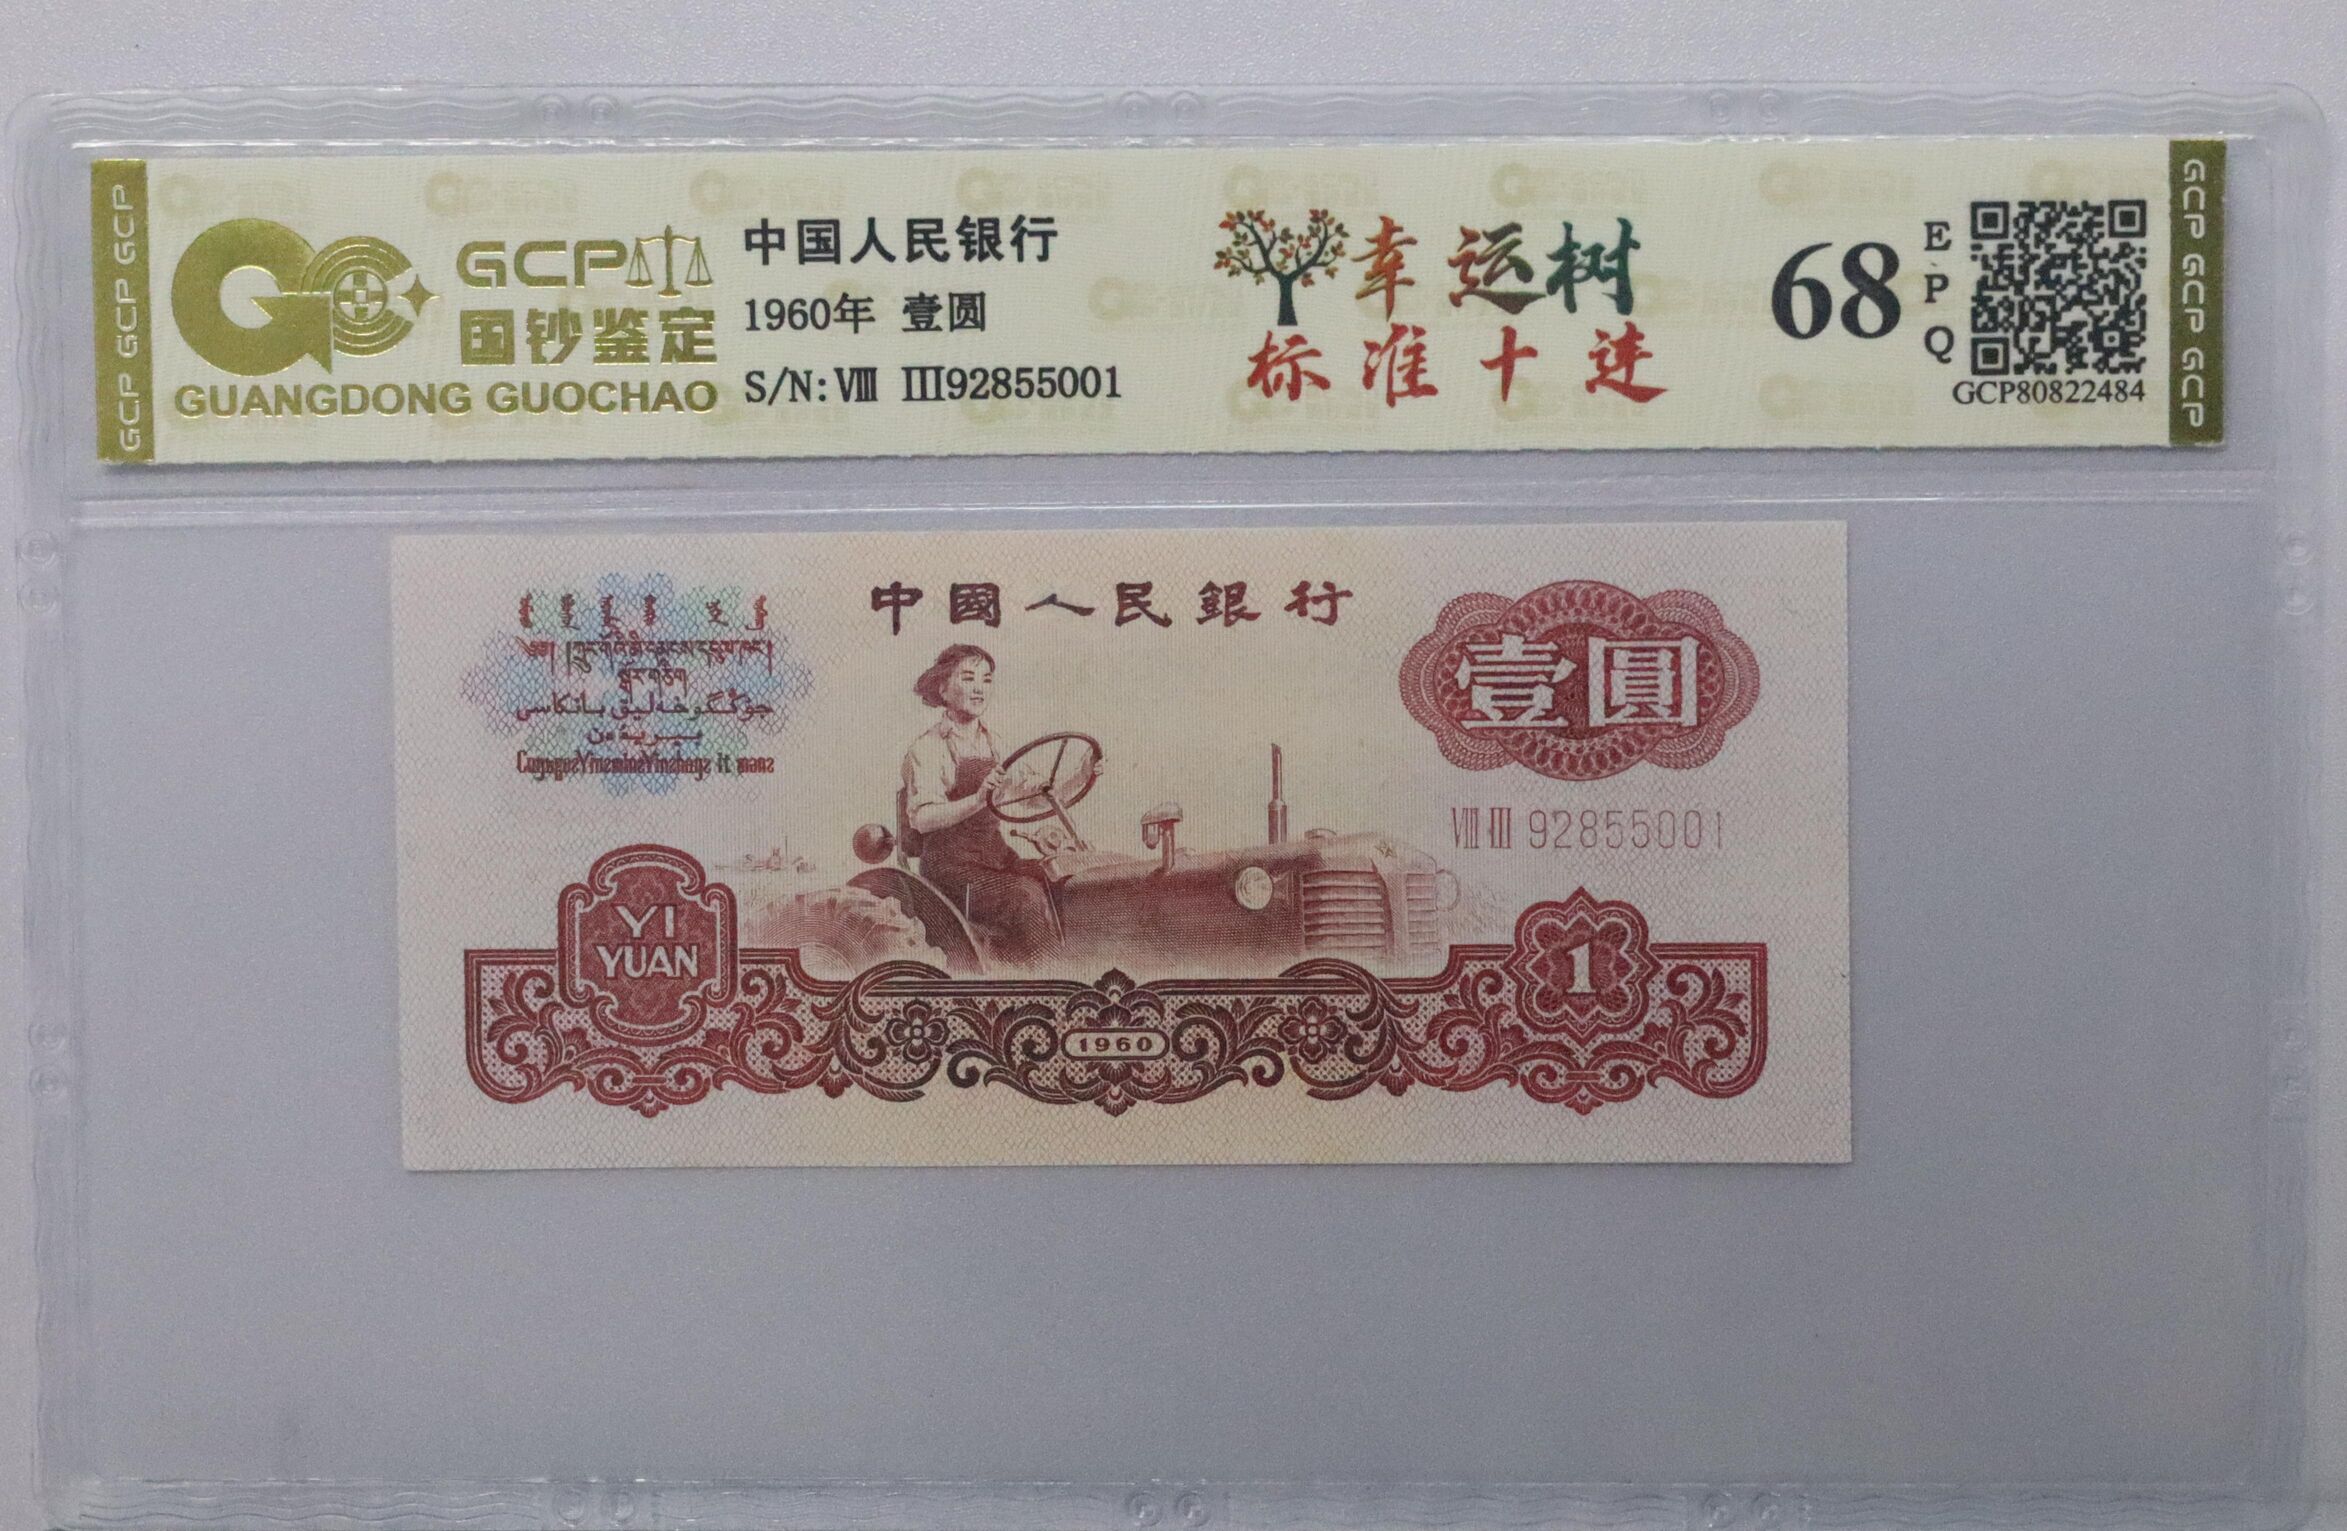 GCP GCP GCP
GCP
国钞鉴定
GUANGDONG GUOCHAO
中国人民银行
1960年 壹圆
S/N: VIII III92855001
幸运树
标准十进
68
E
P
Q
GCP80822484
GCP GCP GCP
中國人民銀行
壹圓
VIII III 92855001
YI
YUAN
1960
1